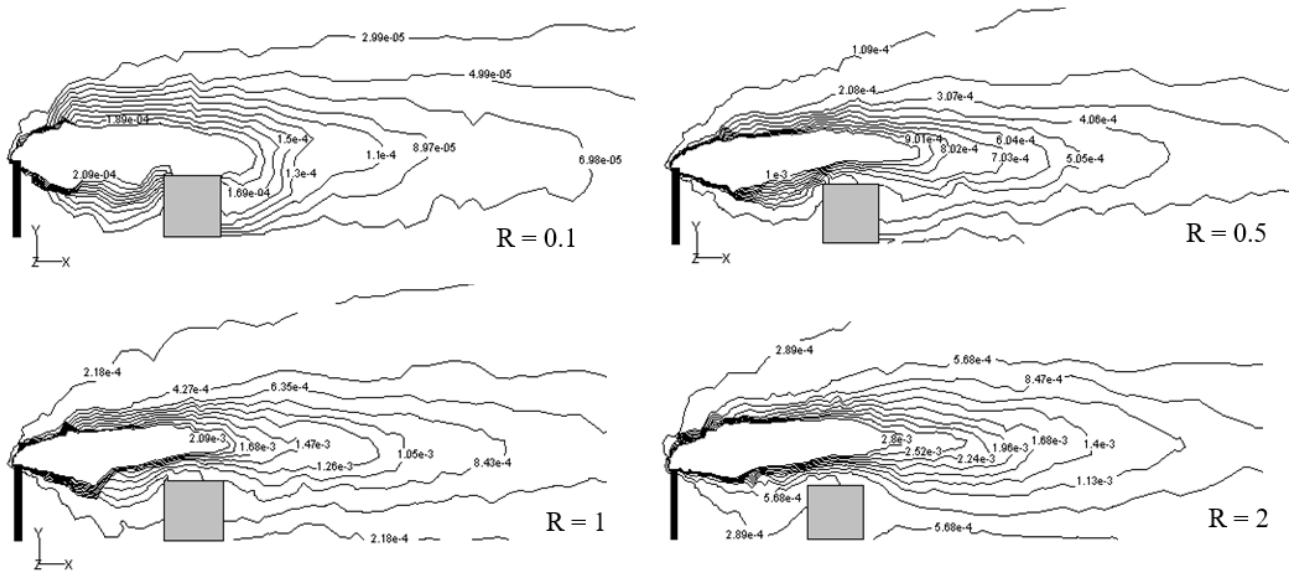 2.99e-05
4.99e-05
1.89e-04
1.5e-4
1.1e-4
8.97e-05
6.98e-05
2.09e-04
1.69e-04
1.3e-4
Y
Z X
R = 0.1
1.09e-4
2.08e-4
3.07e-4
4.06e-4
9.01e-4
6.04e-4
8.02e-4
7.03e-4
5.05e-4
1e-3
Y
Z X
R = 0.5
2.18e-4
4.27e-4
6.35e-4
2.09e-3
1.68e-3
1.47e-3
1.05e-3
1.26e-3
8.43e-4
2.18e-4
Y
Z X
R = 1
2.89e-4
5.68e-4
8.47e-4
2.8e-3
1.68e-3
1.4e-3
1.96e-3
2.52e-3
2.24e-3
1.13e-3
5.68e-4
2.89e-4
5.68e-4
R = 2